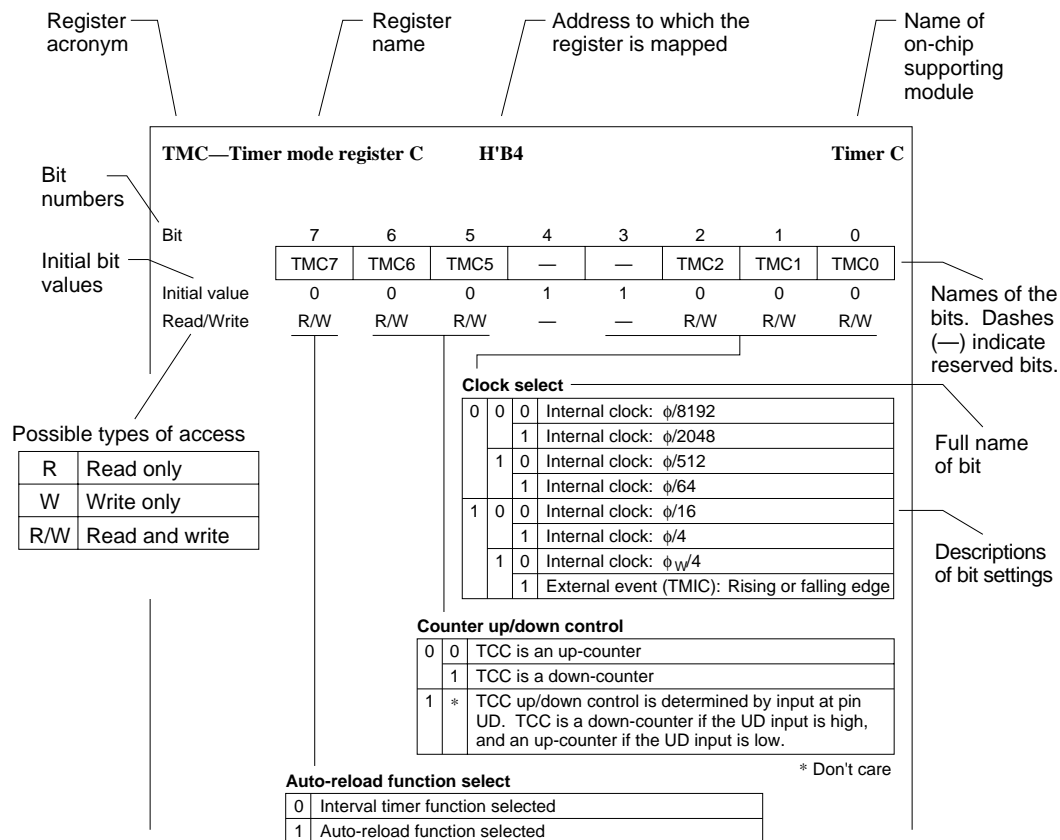 Register acronym
Register name
Address to which the register is mapped
Name of on-chip supporting module
TMC—Timer mode register C H'B4 Timer C
Bit numbers
Bit 7 6 5 4 3 2 1 0
TMC7 TMC6 TMC5 — — TMC2 TMC1 TMC0
Initial bit values
Initial value 0 0 0 1 1 0 0 0
Read/Write R/W R/W R/W — — R/W R/W R/W
Names of the bits. Dashes (—) indicate reserved bits.
Possible types of access
R Read only
W Write only
R/W Read and write
Clock select
0 0 0 Internal clock: ϕ/8192
1 Internal clock: ϕ/2048
1 0 Internal clock: ϕ/512
1 Internal clock: ϕ/64
1 0 0 Internal clock: ϕ/16
1 Internal clock: ϕ/4
1 0 Internal clock: ϕW/4
1 External event (TMIC): Rising or falling edge
Full name of bit
Descriptions of bit settings
Counter up/down control
0 0 TCC is an up-counter
1 TCC is a down-counter
1 * TCC up/down control is determined by input at pin
UD. TCC is a down-counter if the UD input is high,
and an up-counter if the UD input is low.
* Don't care
Auto-reload function select
0 Interval timer function selected
1 Auto-reload function selected